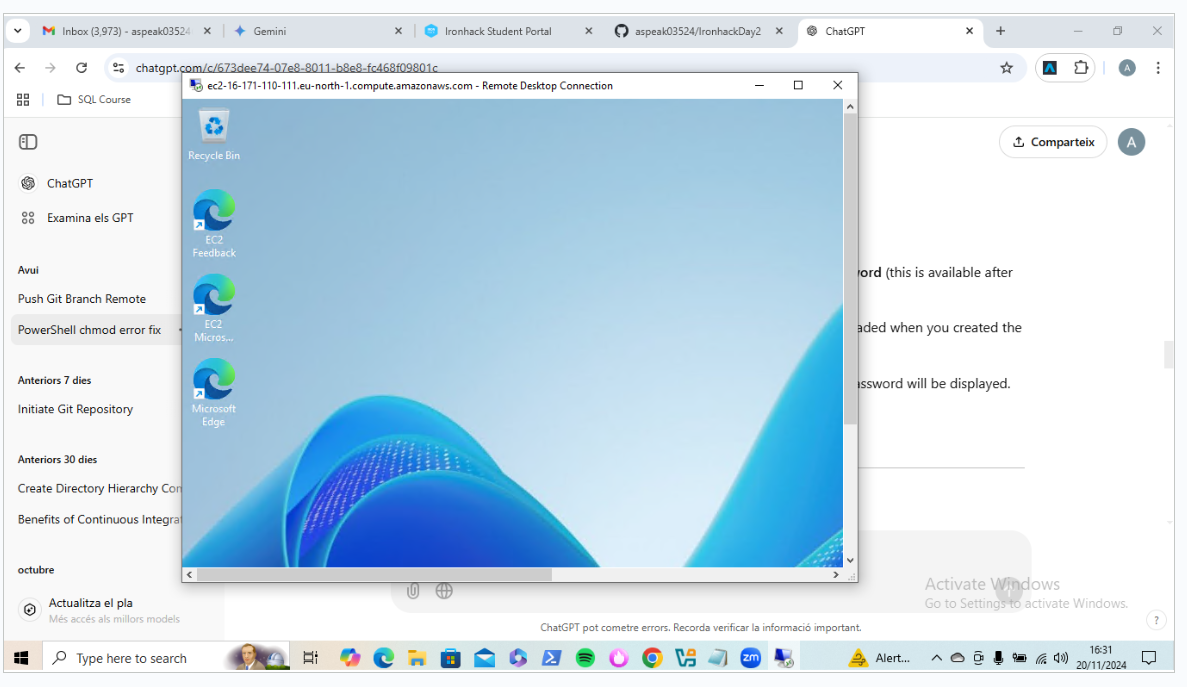 Inbox (3,973) - aspeak03524
Gemini
Ironhack Student Portal
aspeak03524/IronhackDay2
ChatGPT
chatgpt.com/c/673dee74-07e8-8011-b8e8-fc468f09801c
A
SQL Course
ec2-16-171-110-111.eu-north-1.compute.amazonaws.com - Remote Desktop Connection
Recycle Bin
EC2
Feedback
EC2
Micros...
Microsoft
Edge
Comparteix
A
ChatGPT
Examina els GPT
Avui
Push Git Branch Remote
PowerShell chmod error fix
Anteriors 7 dies
Initiate Git Repository
Anteriors 30 dies
Create Directory Hierarchy
Benefits of Continuous
octubre
Actualitza el pla
Més accés als millors models
(this is available after
when you created the
password will be displayed.
Activate Windows
Go to Settings to activate Windows.
?
ChatGPT pot cometre errors. Recorda verificar la informació important.
Type here to search
zm
Alert...
16:31
20/11/2024